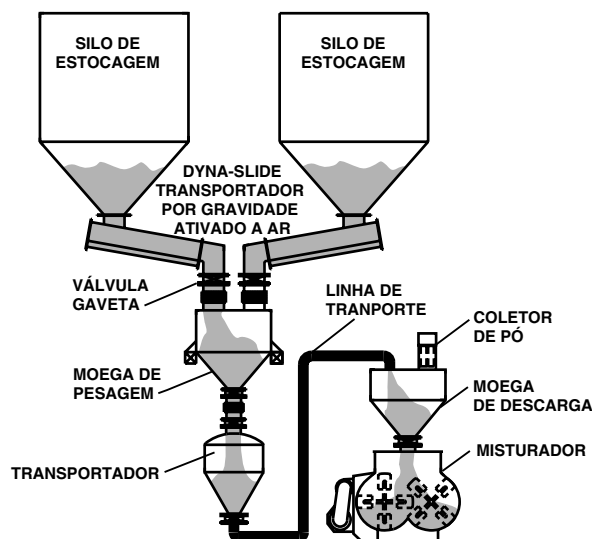 SILO DE
ESTOCAGEM
SILO DE
ESTOCAGEM
DYNA-SLIDE
TRANSPORTADOR
POR GRAVIDADE
ATIVADO A AR
VÁLVULA
GAVETA
LINHA DE
TRANPORTE
COLETOR
DE PÓ
MOEGA DE
PESAGEM
MOEGA
DE DESCARGA
TRANSPORTADOR
MISTURADOR